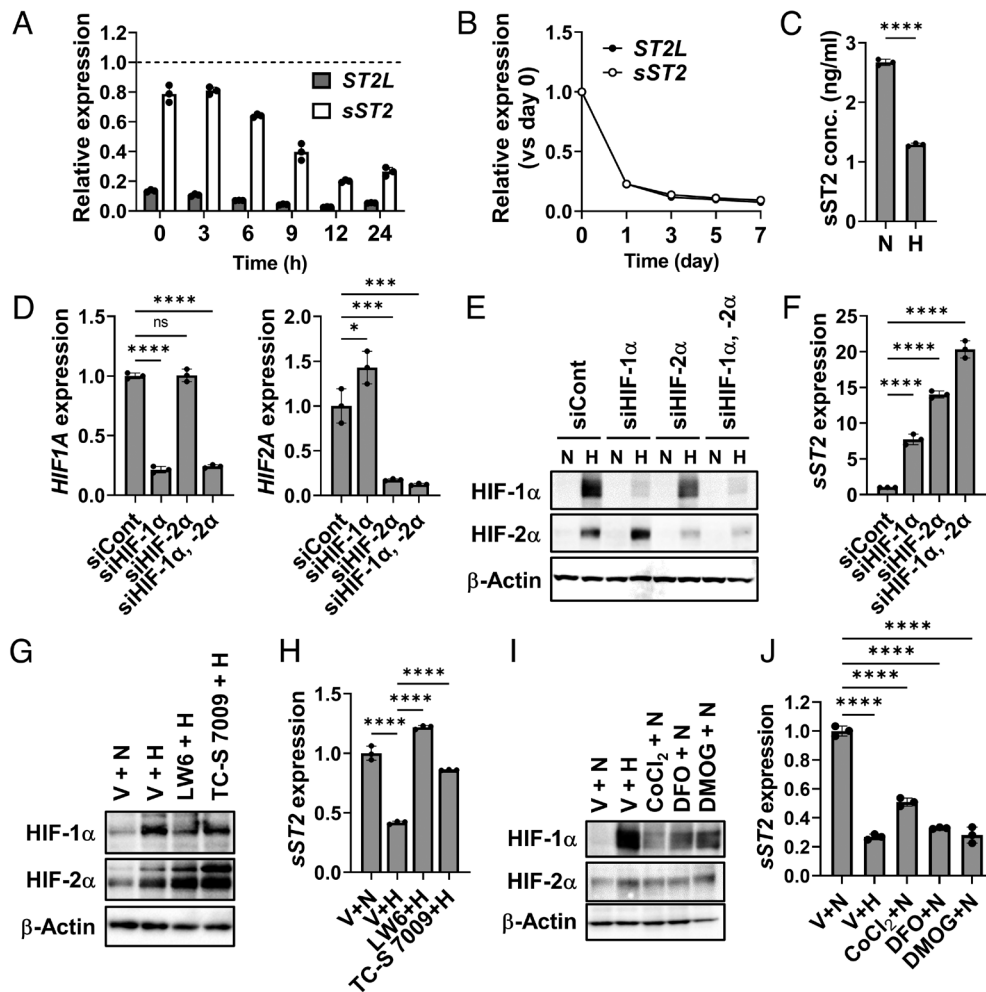 A
Relative expression
1.2
1.0
0.8
0.6
0.4
0.2
0.0
ST2L
sST2
0 3 6 9 12 24
Time (h)
B
Relative expression
(vs day 0)
1.5
1.0
0.5
0.0
ST2L
sST2
0 1 3 5 7
Time (day)
C
sST2 conc. (ng/ml)
****
3
2
1
0
N H
D
HIF1A expression
1.5
1.0
0.5
0.0
****
ns
****
siCont
siHIF-1α
siHIF-2α
siHIF-1α, -2α
HIF2A expression
2.0
1.5
1.0
0.5
0.0
***
***
*
siCont
siHIF-1α
siHIF-2α
siHIF-1α, -2α
E
siCont
siHIF-1α
siHIF-2α
siHIF-1α, -2α
N H N H N H N H
HIF-1α
HIF-2α
β-Actin
F
sST2 expression
25
20
15
10
5
0
****
****
****
siCont
siHIF-1α
siHIF-2α
siHIF-1α, -2α
G
V + N
V + H
LW6 + H
TC-S 7009 + H
HIF-1α
HIF-2α
β-Actin
H
sST2 expression
1.5
1.0
0.5
0.0
****
****
****
V+N
V+H
LW6+H
TC-S 7009+H
I
V + N
V + H
CoCl₂ + N
DFO + N
DMOG + N
HIF-1α
HIF-2α
β-Actin
J
sST2 expression
1.2
1.0
0.8
0.6
0.4
0.2
0.0
****
****
****
****
V+N
V+H
CoCl₂+N
DFO+N
DMOG+N